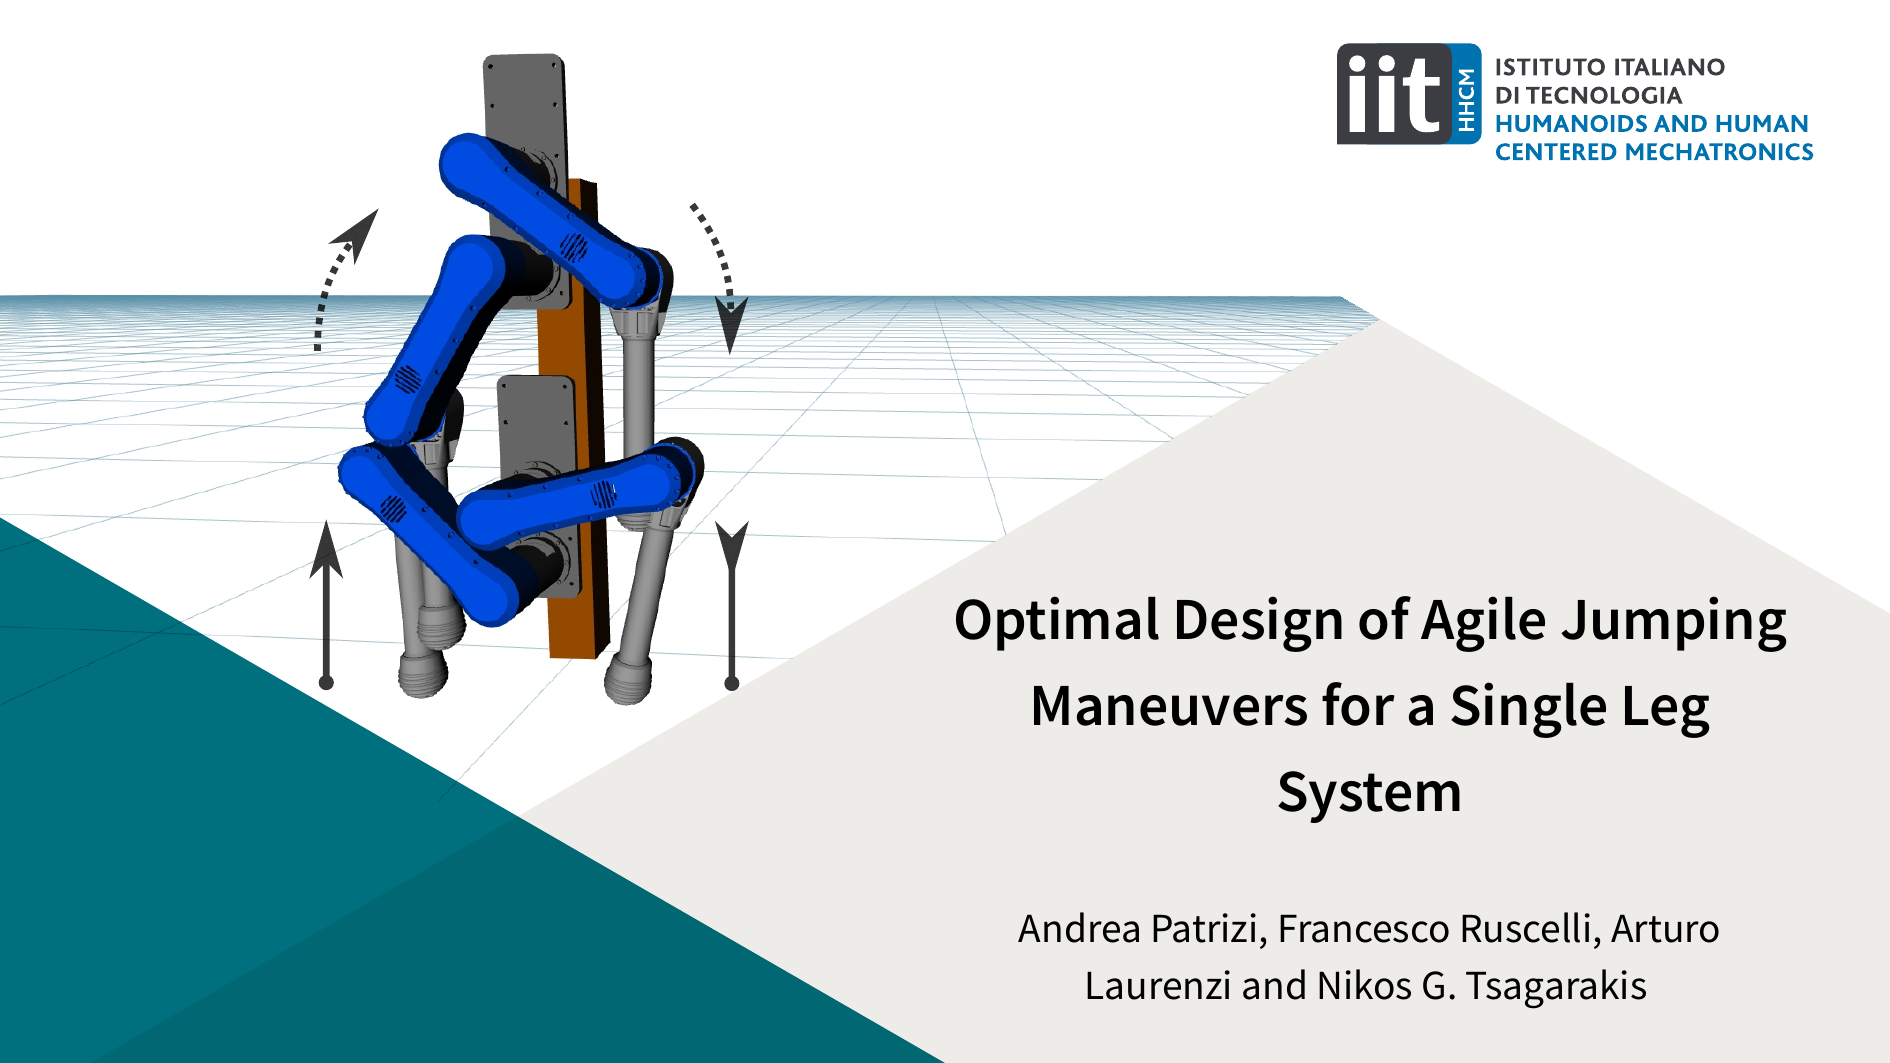 iit
HHCM
ISTITUTO ITALIANO
DI TECNOLOGIA
HUMANOIDS AND HUMAN
CENTERED MECHATRONICS
Optimal Design of Agile Jumping
Maneuvers for a Single Leg
System
Andrea Patrizi, Francesco Ruscelli, Arturo
Laurenzi and Nikos G. Tsagarakis